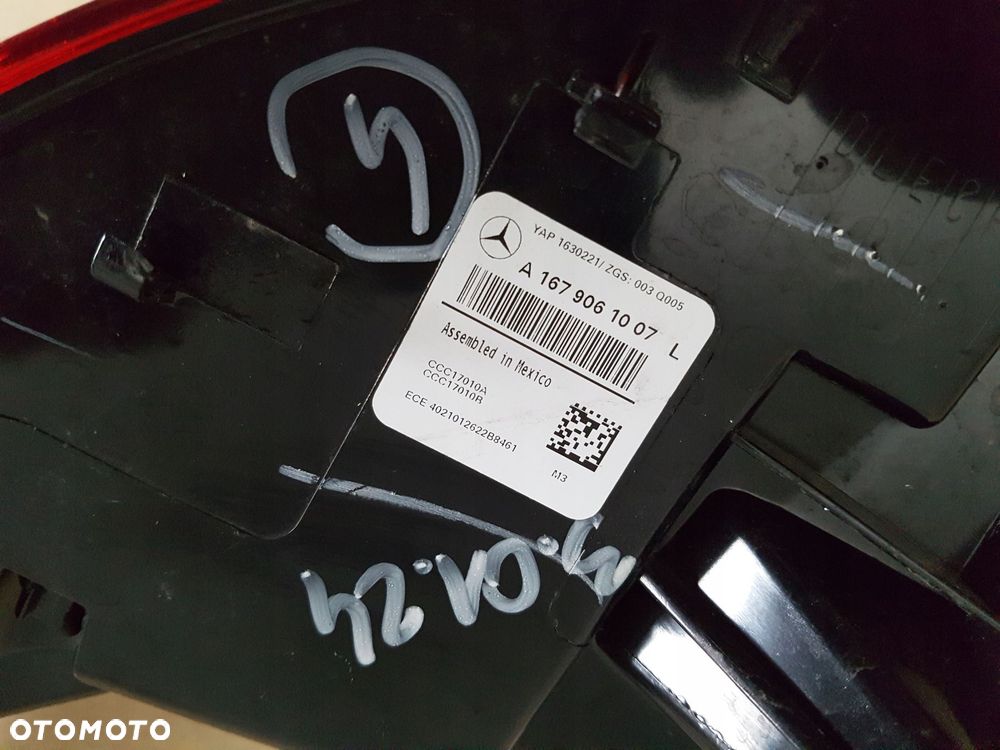 YAP 1630221/ ZGS: 003 Q005
A 167 906 10 07 L
Assembled in Mexico
CCC17010A
CCC17010B
ECE 4021012622B8461
M3
OTOMOTO